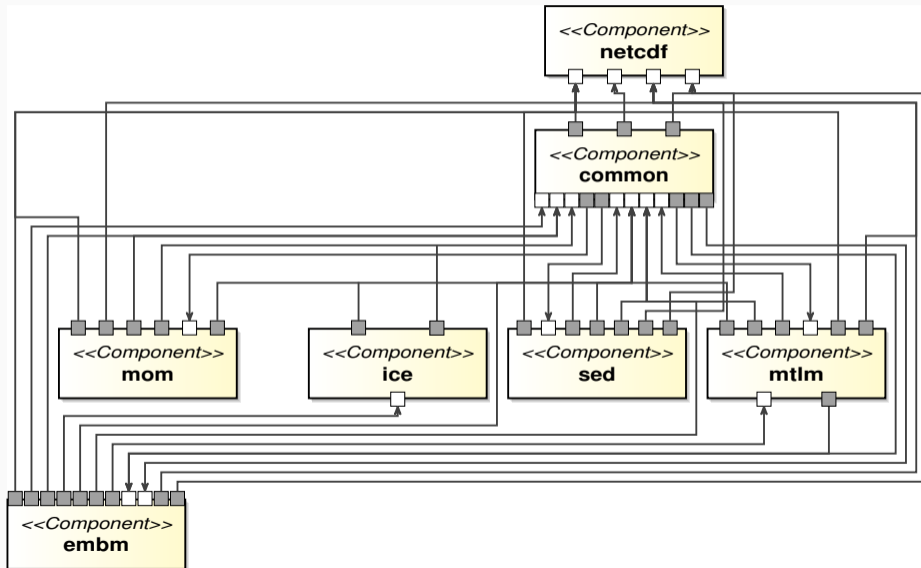 <<Component>>
netcdf
<<Component>>
common
<<Component>>
mom
<<Component>>
ice
<<Component>>
sed
<<Component>>
mtlm
<<Component>>
embm